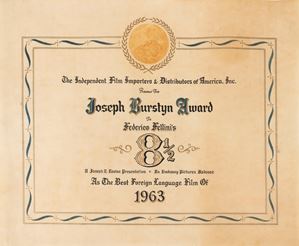 The Independent Film Importers & Distributors of America, Inc.
Presents The
Joseph Burstyn Award
To
Federico Fellini's
8½
A Joseph E. Levine Presentation • An Embassy Pictures Release
As The Best Foreign Language Film Of
1963